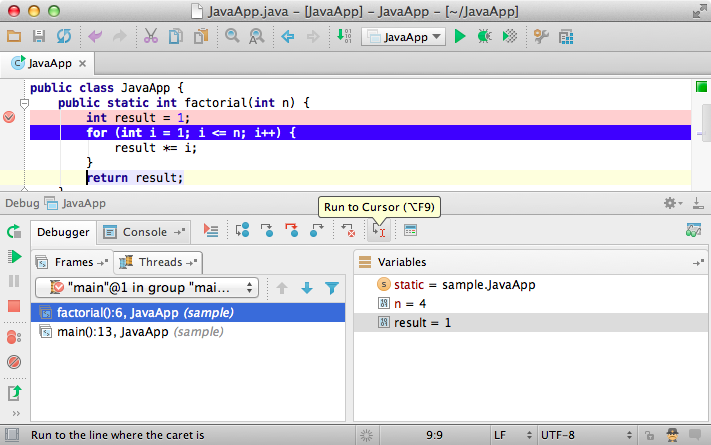 JavaApp.java – [JavaApp] – JavaApp – [~/JavaApp]
JavaApp
JavaApp
public class JavaApp {
public static int factorial(int n) {
int result = 1;
for (int i = 1; i <= n; i++) {
result *= i;
}
return result;
Debug JavaApp
Run to Cursor (⌥F9)
Debugger Console
Frames Threads
Variables
"main"@1 in group "mai...
static = sample.JavaApp
factorial():6, JavaApp (sample)
n = 4
main():13, JavaApp (sample)
result = 1
Run to the line where the caret is 9:9 LF UTF-8